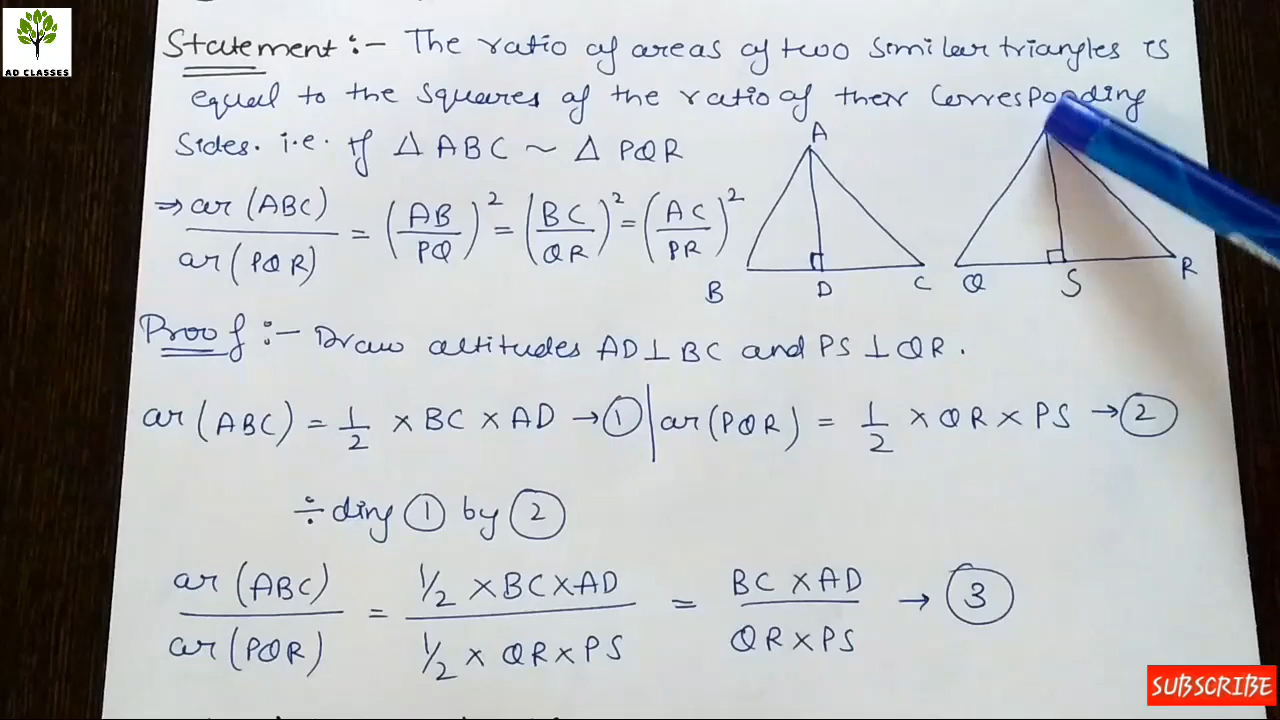 AD CLASSES
Statement :- The ratio of areas of two similar triangles is
equal to the squares of the ratio of their corresponding
sides. i.e. if Δ ABC ~ Δ PQR
⇒ ar (ABC) / ar (PQR) = (AB/PQ)² = (BC/QR)² = (AC/PR)²
A
B D C
Q S R
Proof :- Draw altitudes AD ⊥ BC and PS ⊥ QR.
ar (ABC) = 1/2 × BC × AD → ① | ar (PQR) = 1/2 × QR × PS → ②
÷ding ① by ②
ar (ABC) / ar (PQR) = 1/2 × BC × AD / 1/2 × QR × PS = BC × AD / QR × PS → ③
SUBSCRIBE